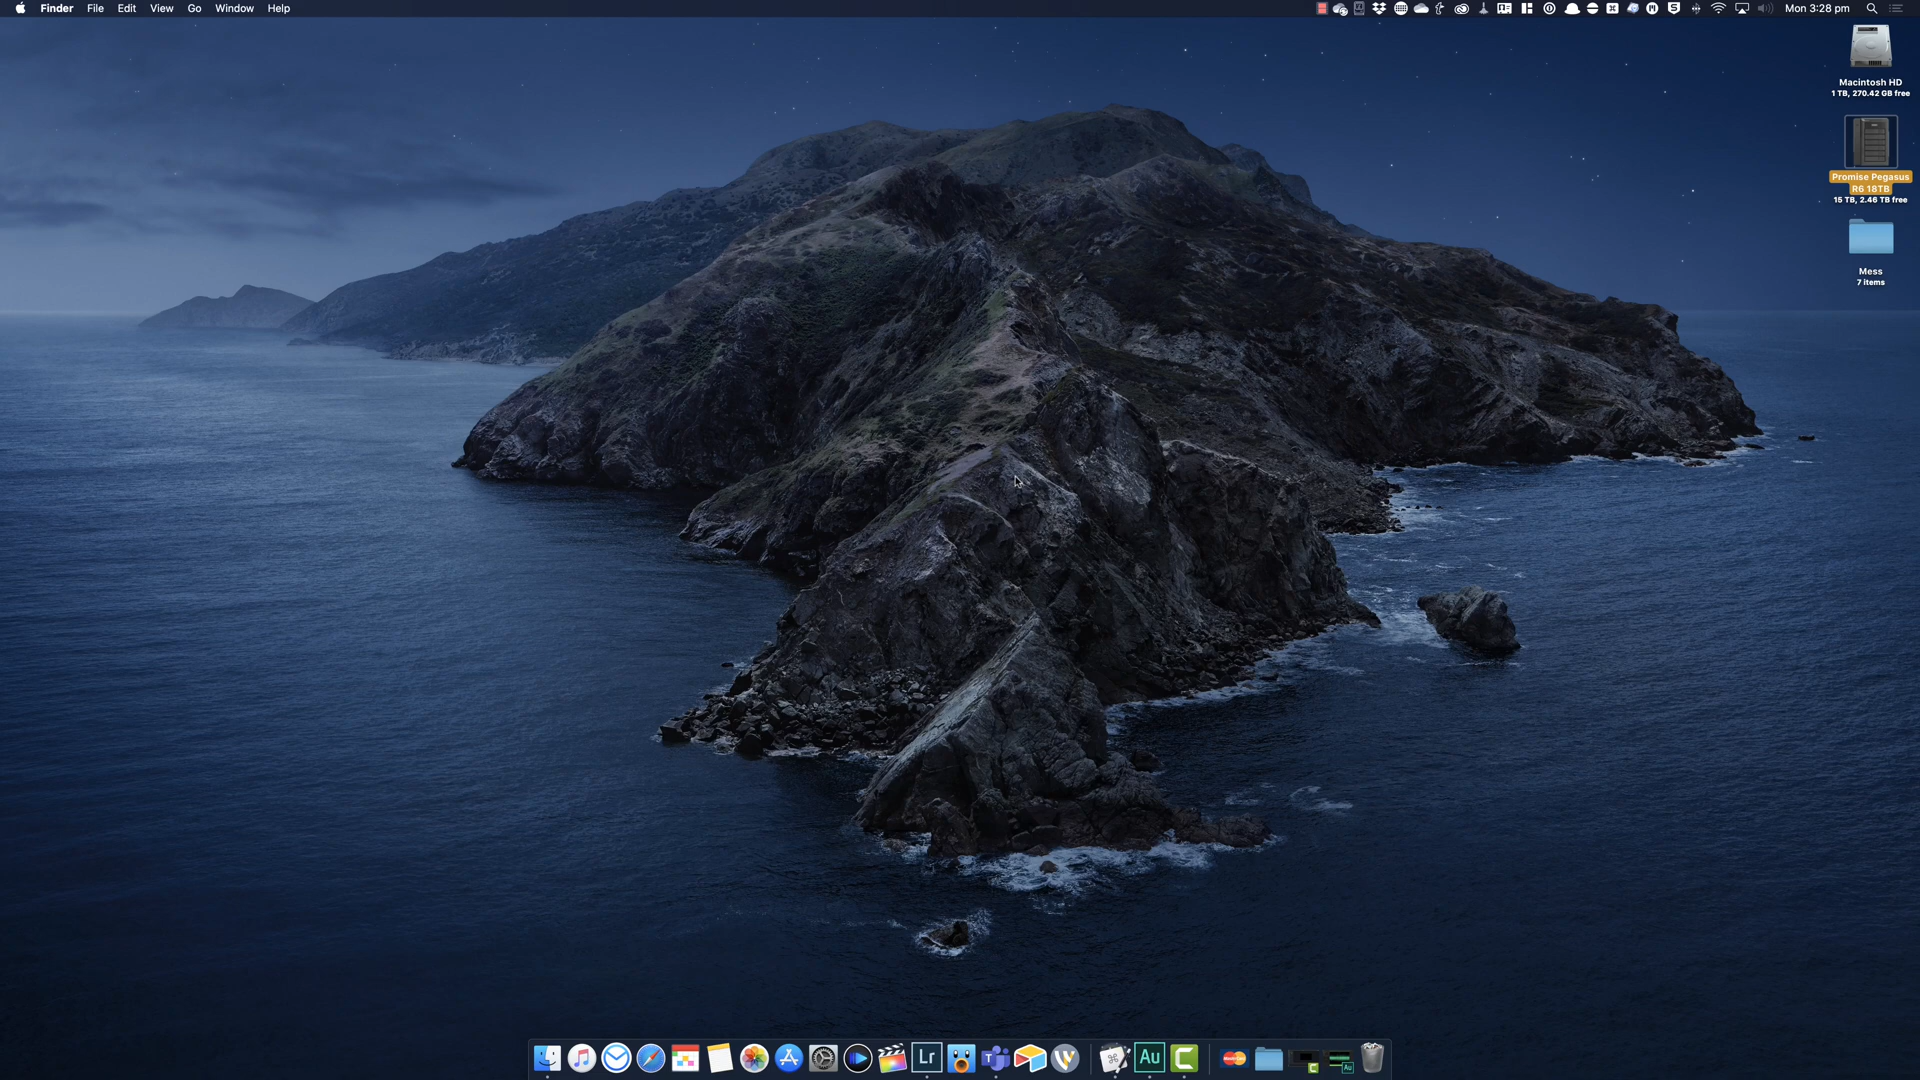 Finder File Edit View Go Window Help Mon 3:28 pm
Macintosh HD
1 TB, 270.42 GB free
Promise Pegasus
R6 18TB
15 TB, 2.46 TB free
Mess
7 items
Lr
Au